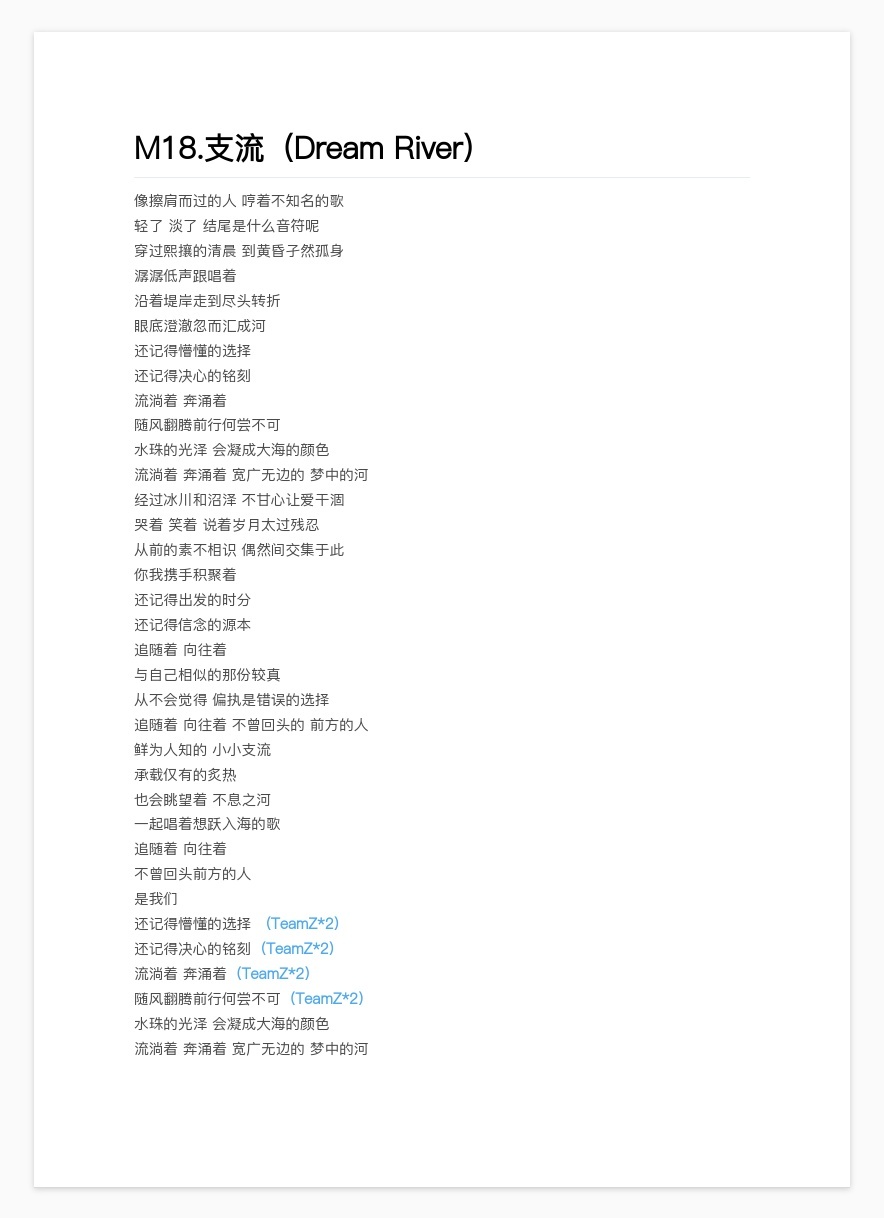 M18.支流（Dream River）
像擦肩而过的人 哼着不知名的歌
轻了 淡了 结尾是什么音符呢
穿过熙攘的清晨 到黄昏孑然孤身
潺潺低声跟唱着
沿着堤岸走到尽头转折
眼底澄澈忽而汇成河
还记得懵懂的选择
还记得决心的铭刻
流淌着 奔涌着
随风翻腾前行何尝不可
水珠的光泽 会凝成大海的颜色
流淌着 奔涌着 宽广无边的 梦中的河
经过冰川和沼泽 不甘心让爱干涸
哭着 笑着 说着岁月太过残忍
从前的素不相识 偶然间交集于此
你我携手积聚着
还记得出发的时分
还记得信念的源本
追随着 向往着
与自己相似的那份较真
从不会觉得 偏执是错误的选择
追随着 向往着 不曾回头的 前方的人
鲜为人知的 小小支流
承载仅有的炙热
也会眺望着 不息之河
一起唱着想跃入海的歌
追随着 向往着
不曾回头前方的人
是我们
还记得懵懂的选择 （TeamZ*2）
还记得决心的铭刻（TeamZ*2）
流淌着 奔涌着（TeamZ*2）
随风翻腾前行何尝不可（TeamZ*2）
水珠的光泽 会凝成大海的颜色
流淌着 奔涌着 宽广无边的 梦中的河